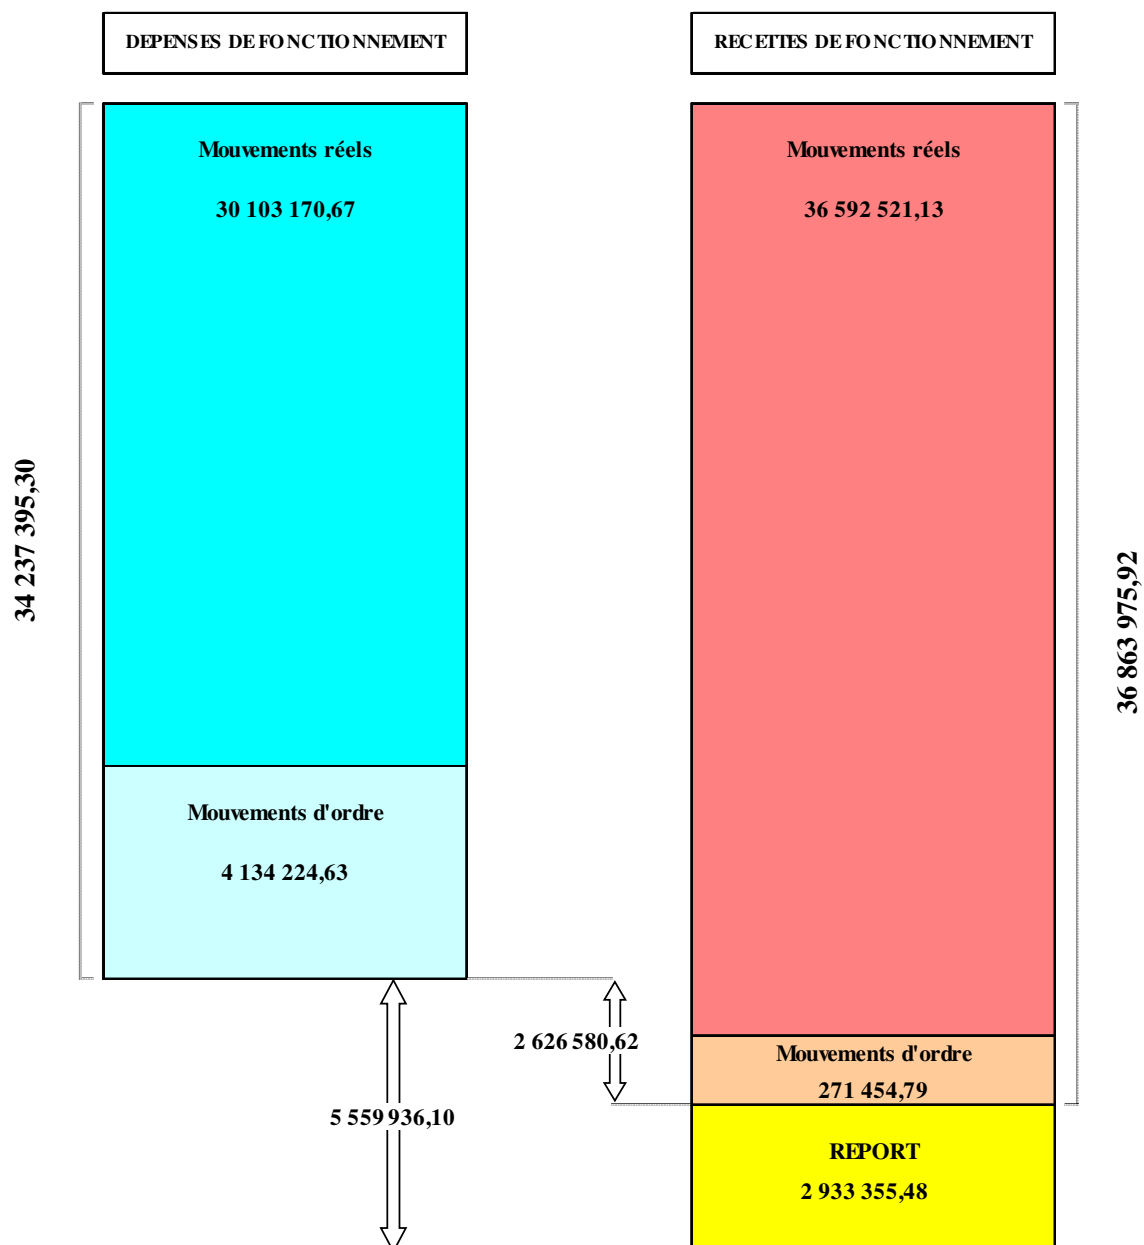 DEPENSES DE FONCTIONNEMENT
RECETTES DE FONCTIONNEMENT
Mouvements réels
30 103 170,67
Mouvements réels
36 592 521,13
34 237 395,30
36 863 975,92
Mouvements d'ordre
4 134 224,63
2 626 580,62
Mouvements d'ordre
271 454,79
5 559 936,10
REPORT
2 933 355,48